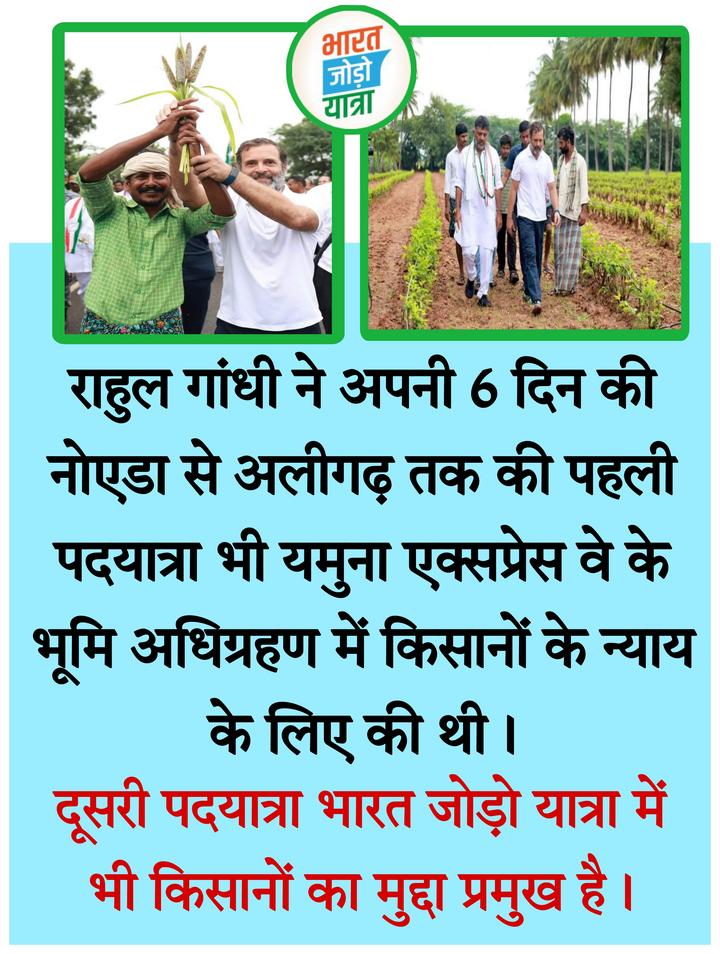 भारत
जोड़ो
यात्रा
राहुल गांधी ने अपनी 6 दिन की
नोएडा से अलीगढ़ तक की पहली
पदयात्रा भी यमुना एक्सप्रेस वे के
भूमि अधिग्रहण में किसानों के न्याय
के लिए की थी।
दूसरी पदयात्रा भारत जोड़ो यात्रा में
भी किसानों का मुद्दा प्रमुख है।